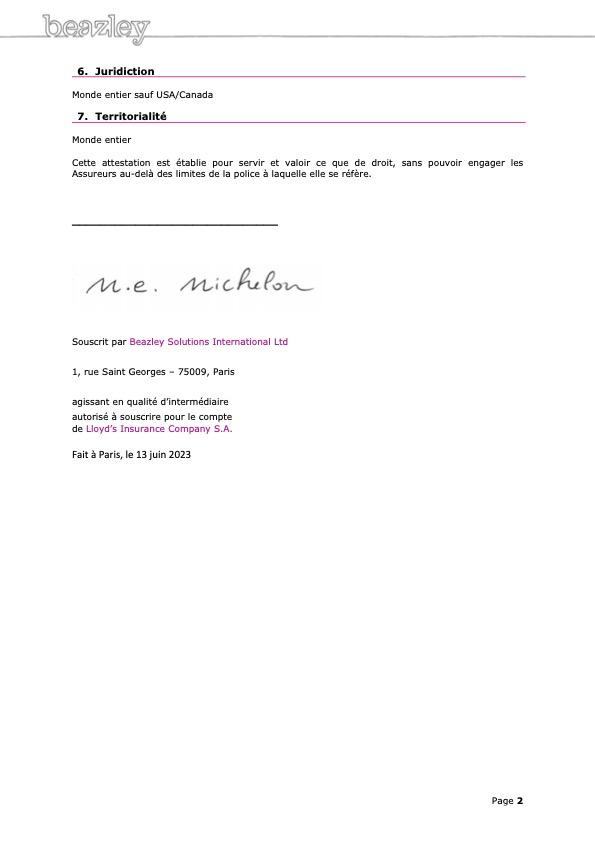 beazley
6. Juridiction
Monde entier sauf USA/Canada
7. Territorialité
Monde entier
Cette attestation est établie pour servir et valoir ce que de droit, sans pouvoir engager les
Assureurs au-delà des limites de la police à laquelle elle se réfère.
M.e. Michelon
Souscrit par Beazley Solutions International Ltd
1, rue Saint Georges – 75009, Paris
agissant en qualité d’intermédiaire
autorisé à souscrire pour le compte
de Lloyd’s Insurance Company S.A.
Fait à Paris, le 13 juin 2023
Page 2